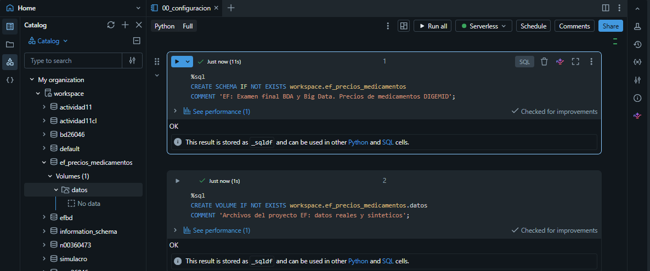 Home
Catalog
Catalog
Type to search
My organization
workspace
actividad11
actividad11cl
bd26046
default
ef_precios_medicamentos
Volumes (1)
datos
No data
efbd
information_schema
n00360473
simulacro
00_configuracion
Python Full
Run all
Serverless
Schedule
Comments
Share
Just now (11s)
1
SQL
%sql
CREATE SCHEMA IF NOT EXISTS workspace.ef_precios_medicamentos
COMMENT 'EF: Examen final BDA y Big Data. Precios de medicamentos DIGEMID';
See performance (1)
Checked for improvements
OK
This result is stored as _sqldf and can be used in other Python and SQL cells.
Just now (1s)
2
%sql
CREATE VOLUME IF NOT EXISTS workspace.ef_precios_medicamentos.datos
COMMENT 'Archivos del proyecto EF: datos reales y sinteticos';
See performance (1)
Checked for improvements
OK
This result is stored as _sqldf and can be used in other Python and SQL cells.